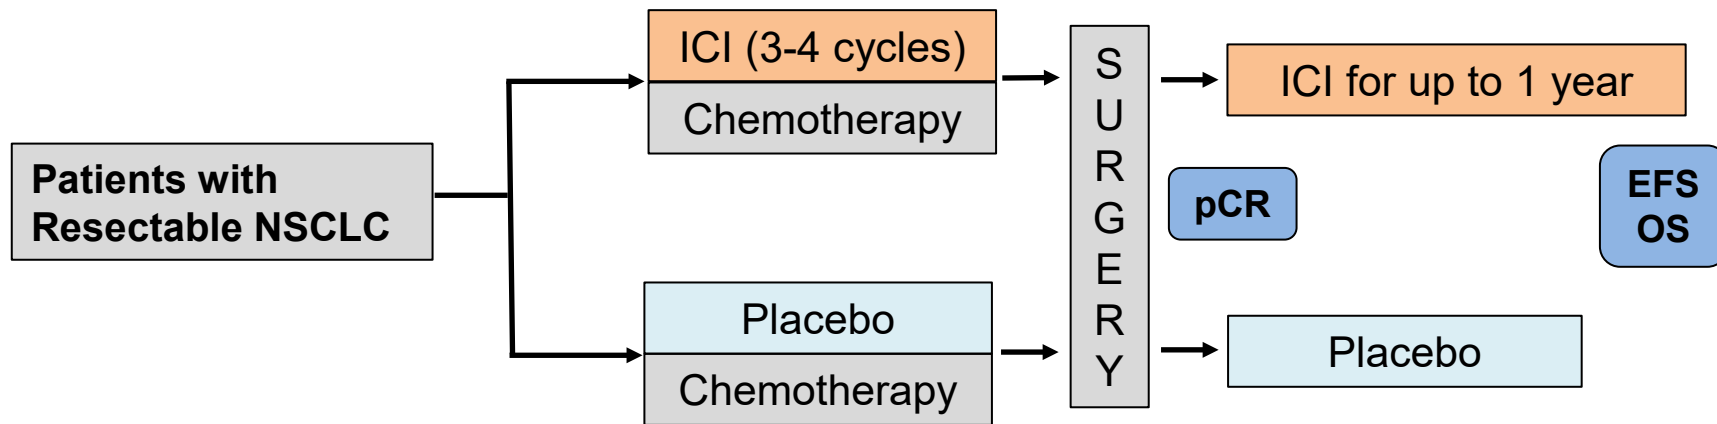 Patients with
Resectable NSCLC
ICI (3-4 cycles)
Chemotherapy
Placebo
Chemotherapy
SURGERY
ICI for up to 1 year
pCR
EFS
OS
Placebo